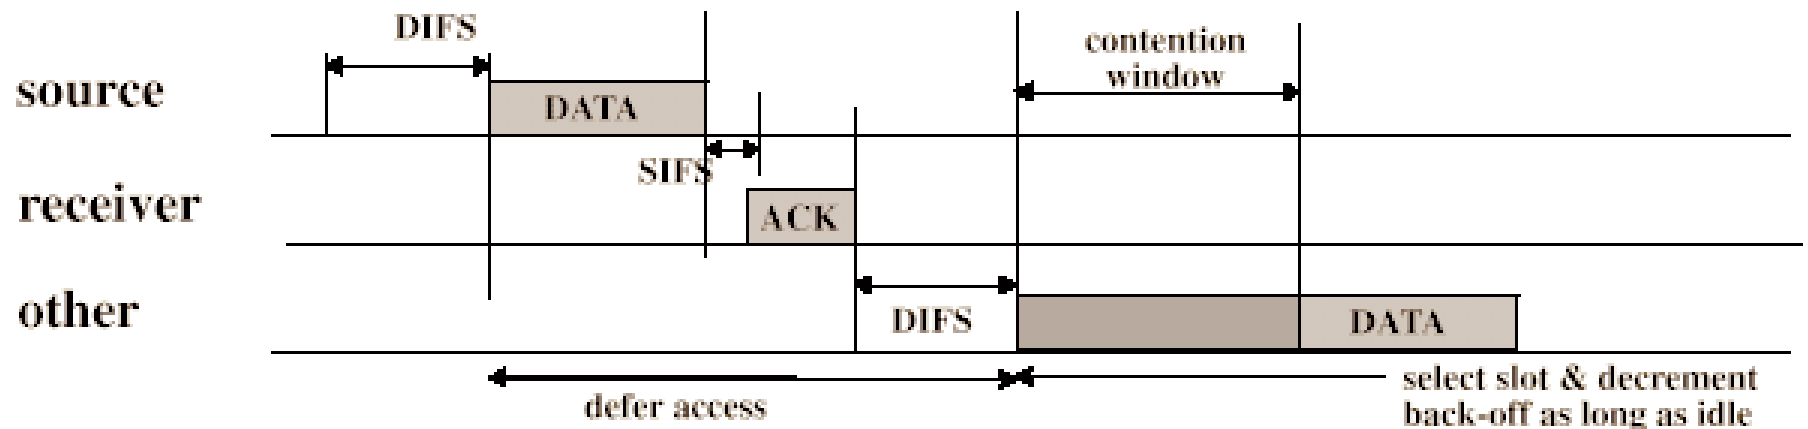 DIFS
contention
window
source
DATA
SIFS
receiver
ACK
other
DIFS
DATA
defer access
select slot & decrement
back-off as long as idle